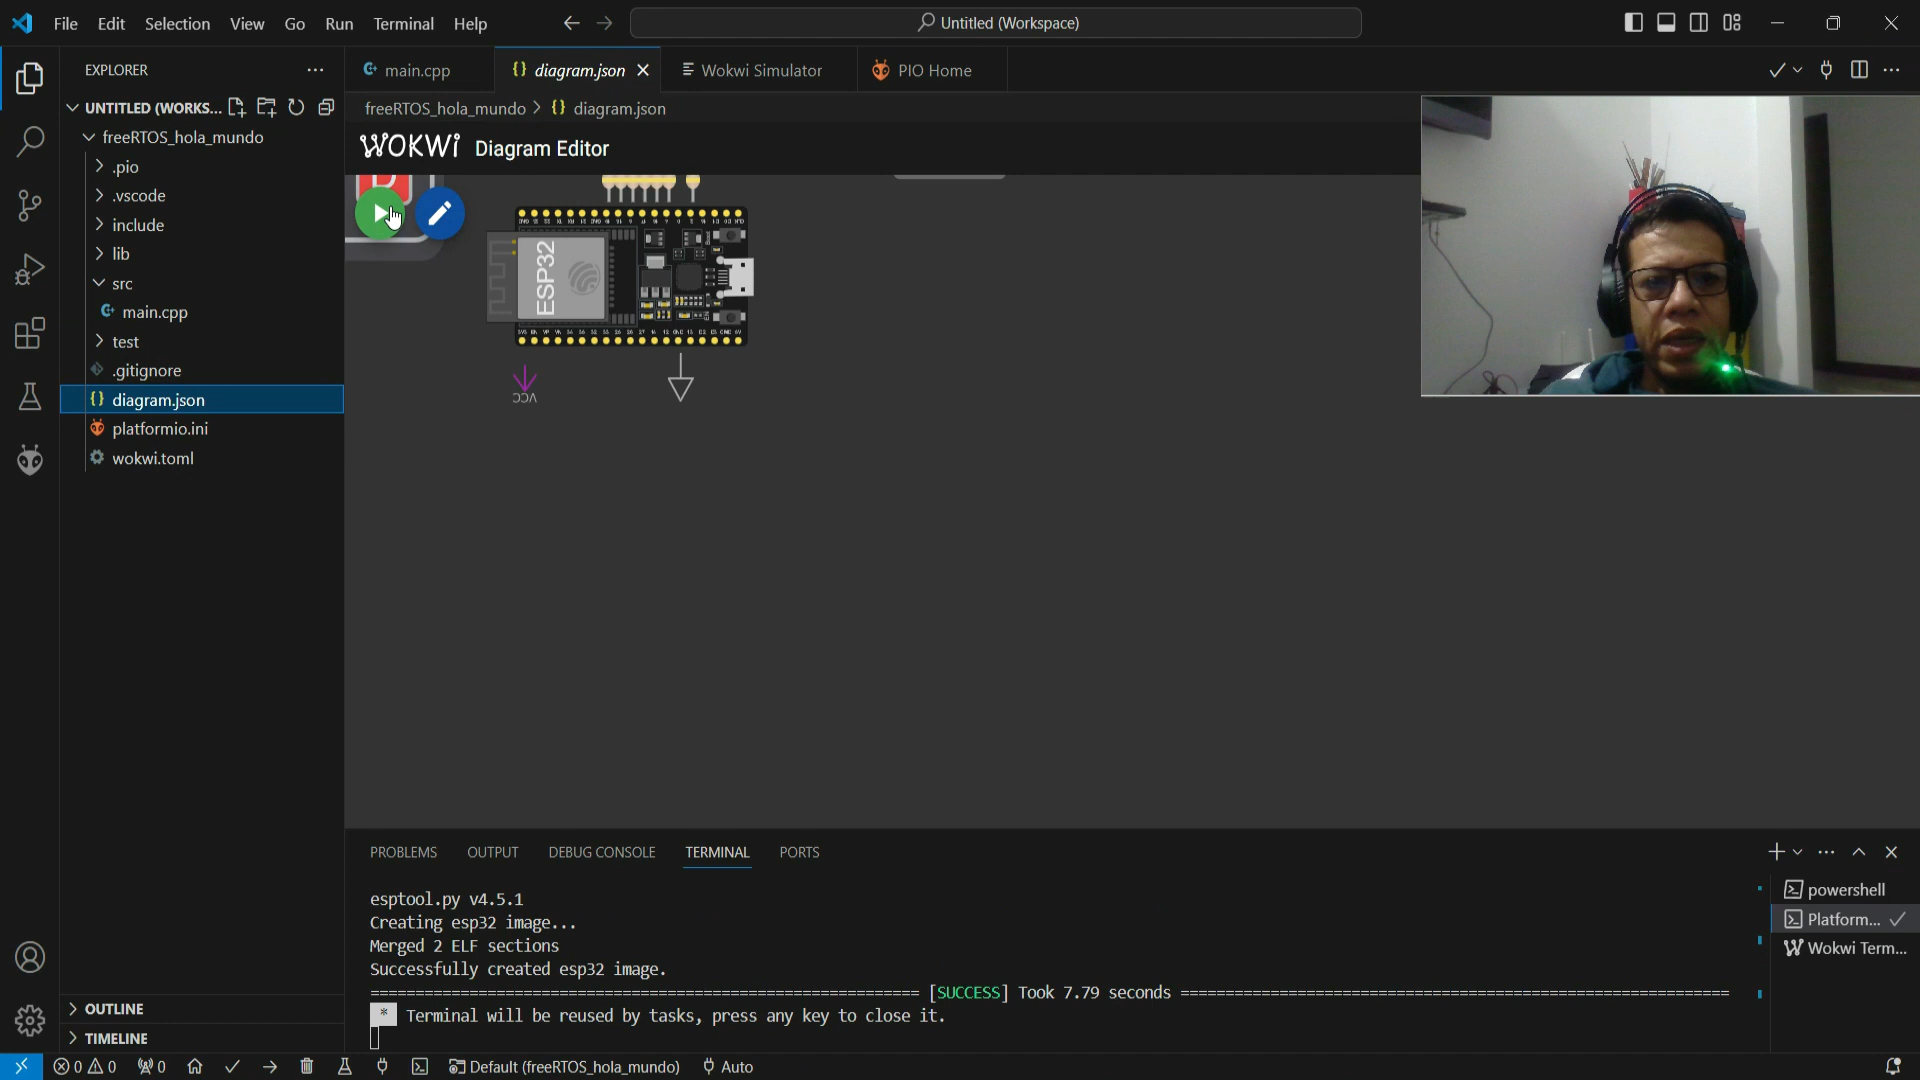 File Edit Selection View Go Run Terminal Help
Untitled (Workspace)
EXPLORER
main.cpp
diagram.json
Wokwi Simulator
PIO Home
UNTITLED (WORKS...
freeRTOS_hola_mundo > diagram.json
freeRTOS_hola_mundo
.pio
.vscode
include
lib
src
main.cpp
test
.gitignore
diagram.json
platformio.ini
wokwi.toml
WOKWi Diagram Editor
ESP32
VCC
PROBLEMS OUTPUT DEBUG CONSOLE TERMINAL PORTS
esptool.py v4.5.1
Creating esp32 image...
Merged 2 ELF sections
Successfully created esp32 image.
[SUCCESS] Took 7.79 seconds
* Terminal will be reused by tasks, press any key to close it.
powershell
Platform...
Wokwi Term...
OUTLINE
TIMELINE
0 0 0 Default (freeRTOS_hola_mundo) Auto